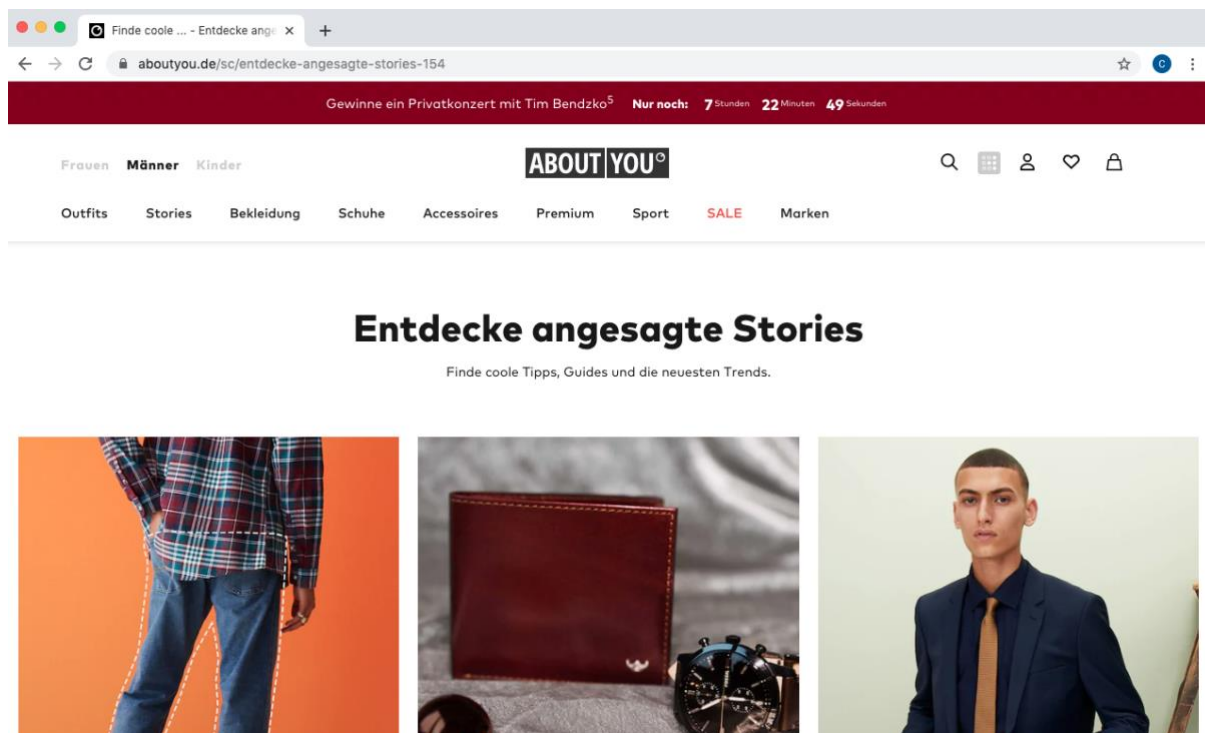 Finde coole ... - Entdecke ange
aboutyou.de/sc/entdecke-angesagte-stories-154
C
Gewinne ein Privatkonzert mit Tim Bendzko⁵ Nur noch: 7 Stunden 22 Minuten 49 Sekunden
Frauen Männer Kinder
ABOUT YOU°
Outfits Stories Bekleidung Schuhe Accessoires Premium Sport SALE Marken
Entdecke angesagte Stories
Finde coole Tipps, Guides und die neuesten Trends.